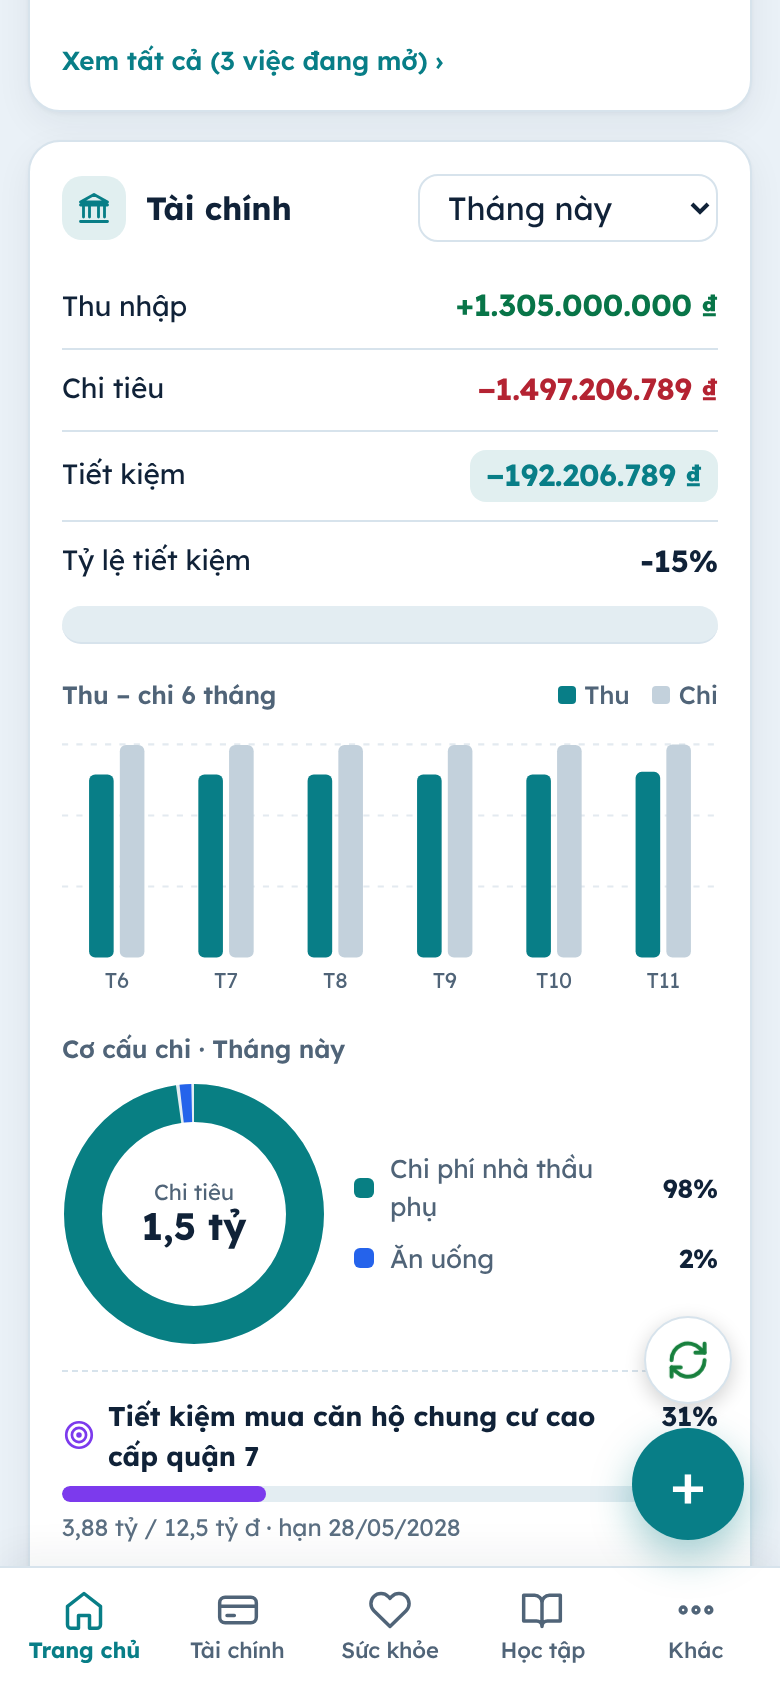 Xem tất cả (3 việc đang mở) ›
Tài chính
Tháng này
Thu nhập
+1.305.000.000 ₫
Chi tiêu
−1.497.206.789 ₫
Tiết kiệm
−192.206.789 ₫
Tỷ lệ tiết kiệm
-15%
Thu – chi 6 tháng
Thu
Chi
T6
T7
T8
T9
T10
T11
Cơ cấu chi · Tháng này
Chi tiêu
1,5 tỷ
Chi phí nhà thầu
phụ
98%
Ăn uống
2%
Tiết kiệm mua căn hộ chung cư cao
cấp quận 7
31%
3,88 tỷ / 12,5 tỷ đ · hạn 28/05/2028
Trang chủ
Tài chính
Sức khỏe
Học tập
Khác